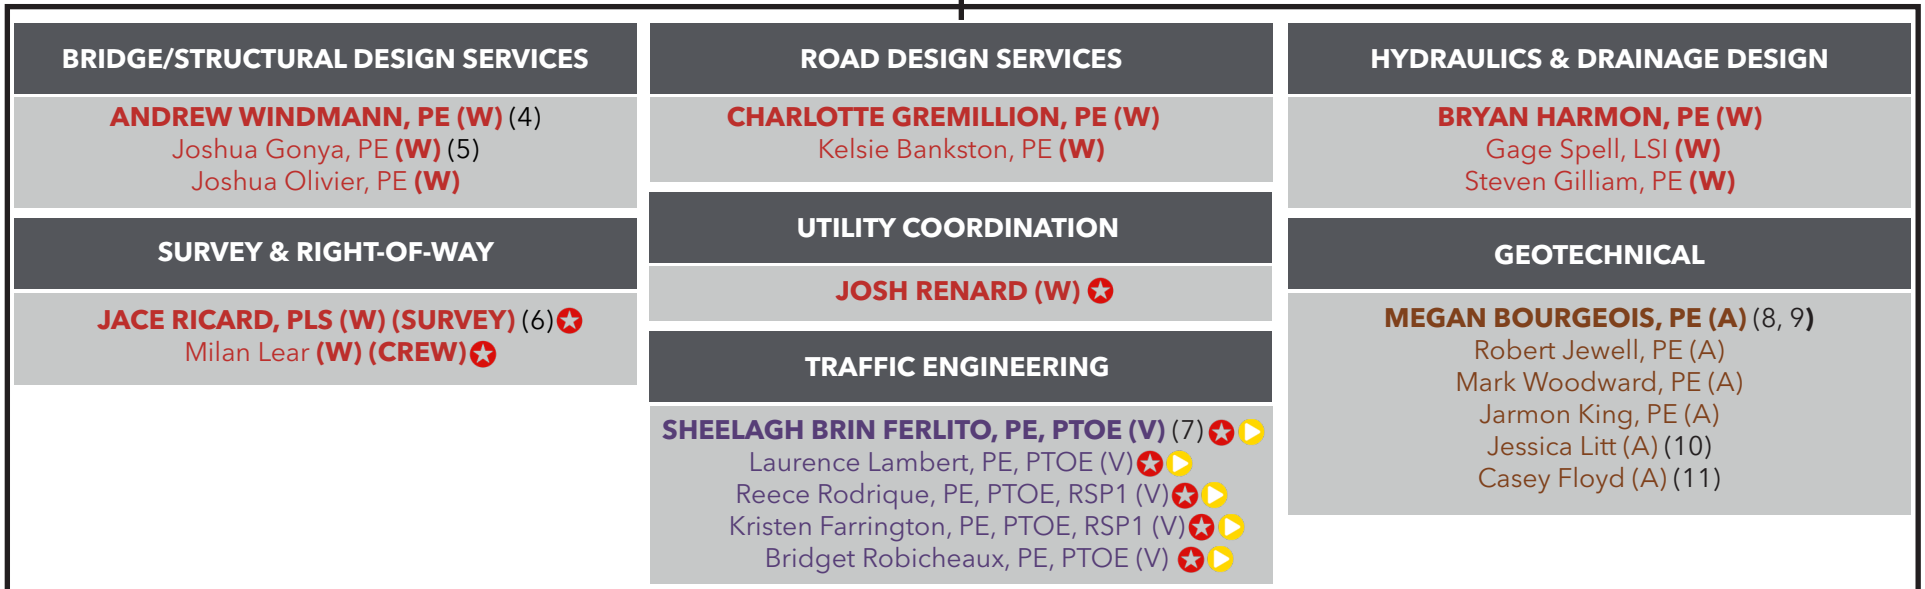 BRIDGE/STRUCTURAL DESIGN SERVICES
ANDREW WINDMANN, PE (W) (4)
Joshua Gonya, PE (W) (5)
Joshua Olivier, PE (W)
SURVEY & RIGHT-OF-WAY
JACE RICARD, PLS (W) (SURVEY) (6)
Milan Lear (W) (CREW)
ROAD DESIGN SERVICES
CHARLOTTE GREMILLION, PE (W)
Kelsie Bankston, PE (W)
UTILITY COORDINATION
JOSH RENARD (W)
TRAFFIC ENGINEERING
SHEELAGH BRIN FERLITO, PE, PTOE (V) (7)
Laurence Lambert, PE, PTOE (V)
Reece Rodrique, PE, PTOE, RSP1 (V)
Kristen Farrington, PE, PTOE, RSP1 (V)
Bridget Robicheaux, PE, PTOE (V)
HYDRAULICS & DRAINAGE DESIGN
BRYAN HARMON, PE (W)
Gage Spell, LSI (W)
Steven Gilliam, PE (W)
GEOTECHNICAL
MEGAN BOURGEOIS, PE (A) (8, 9)
Robert Jewell, PE (A)
Mark Woodward, PE (A)
Jarmon King, PE (A)
Jessica Litt (A) (10)
Casey Floyd (A) (11)